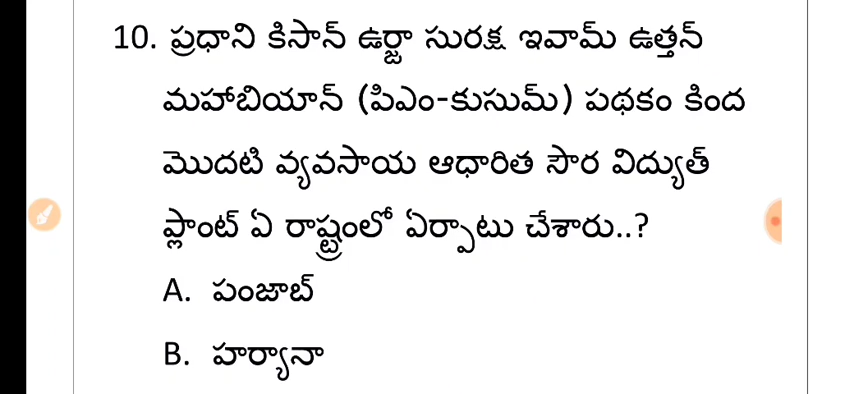 10. ప్రధాని కిసాన్ ఉర్జా సురక్ష ఇవామ్ ఉత్తన్
మహాబియాన్ (పిఎం-కుసుమ్) పథకం కింద
మొదటి వ్యవసాయ ఆధారిత సౌర విద్యుత్
ప్లాంట్ ఏ రాష్ట్రంలో ఏర్పాటు చేశారు..?
A. పంజాబ్
B. హర్యానా